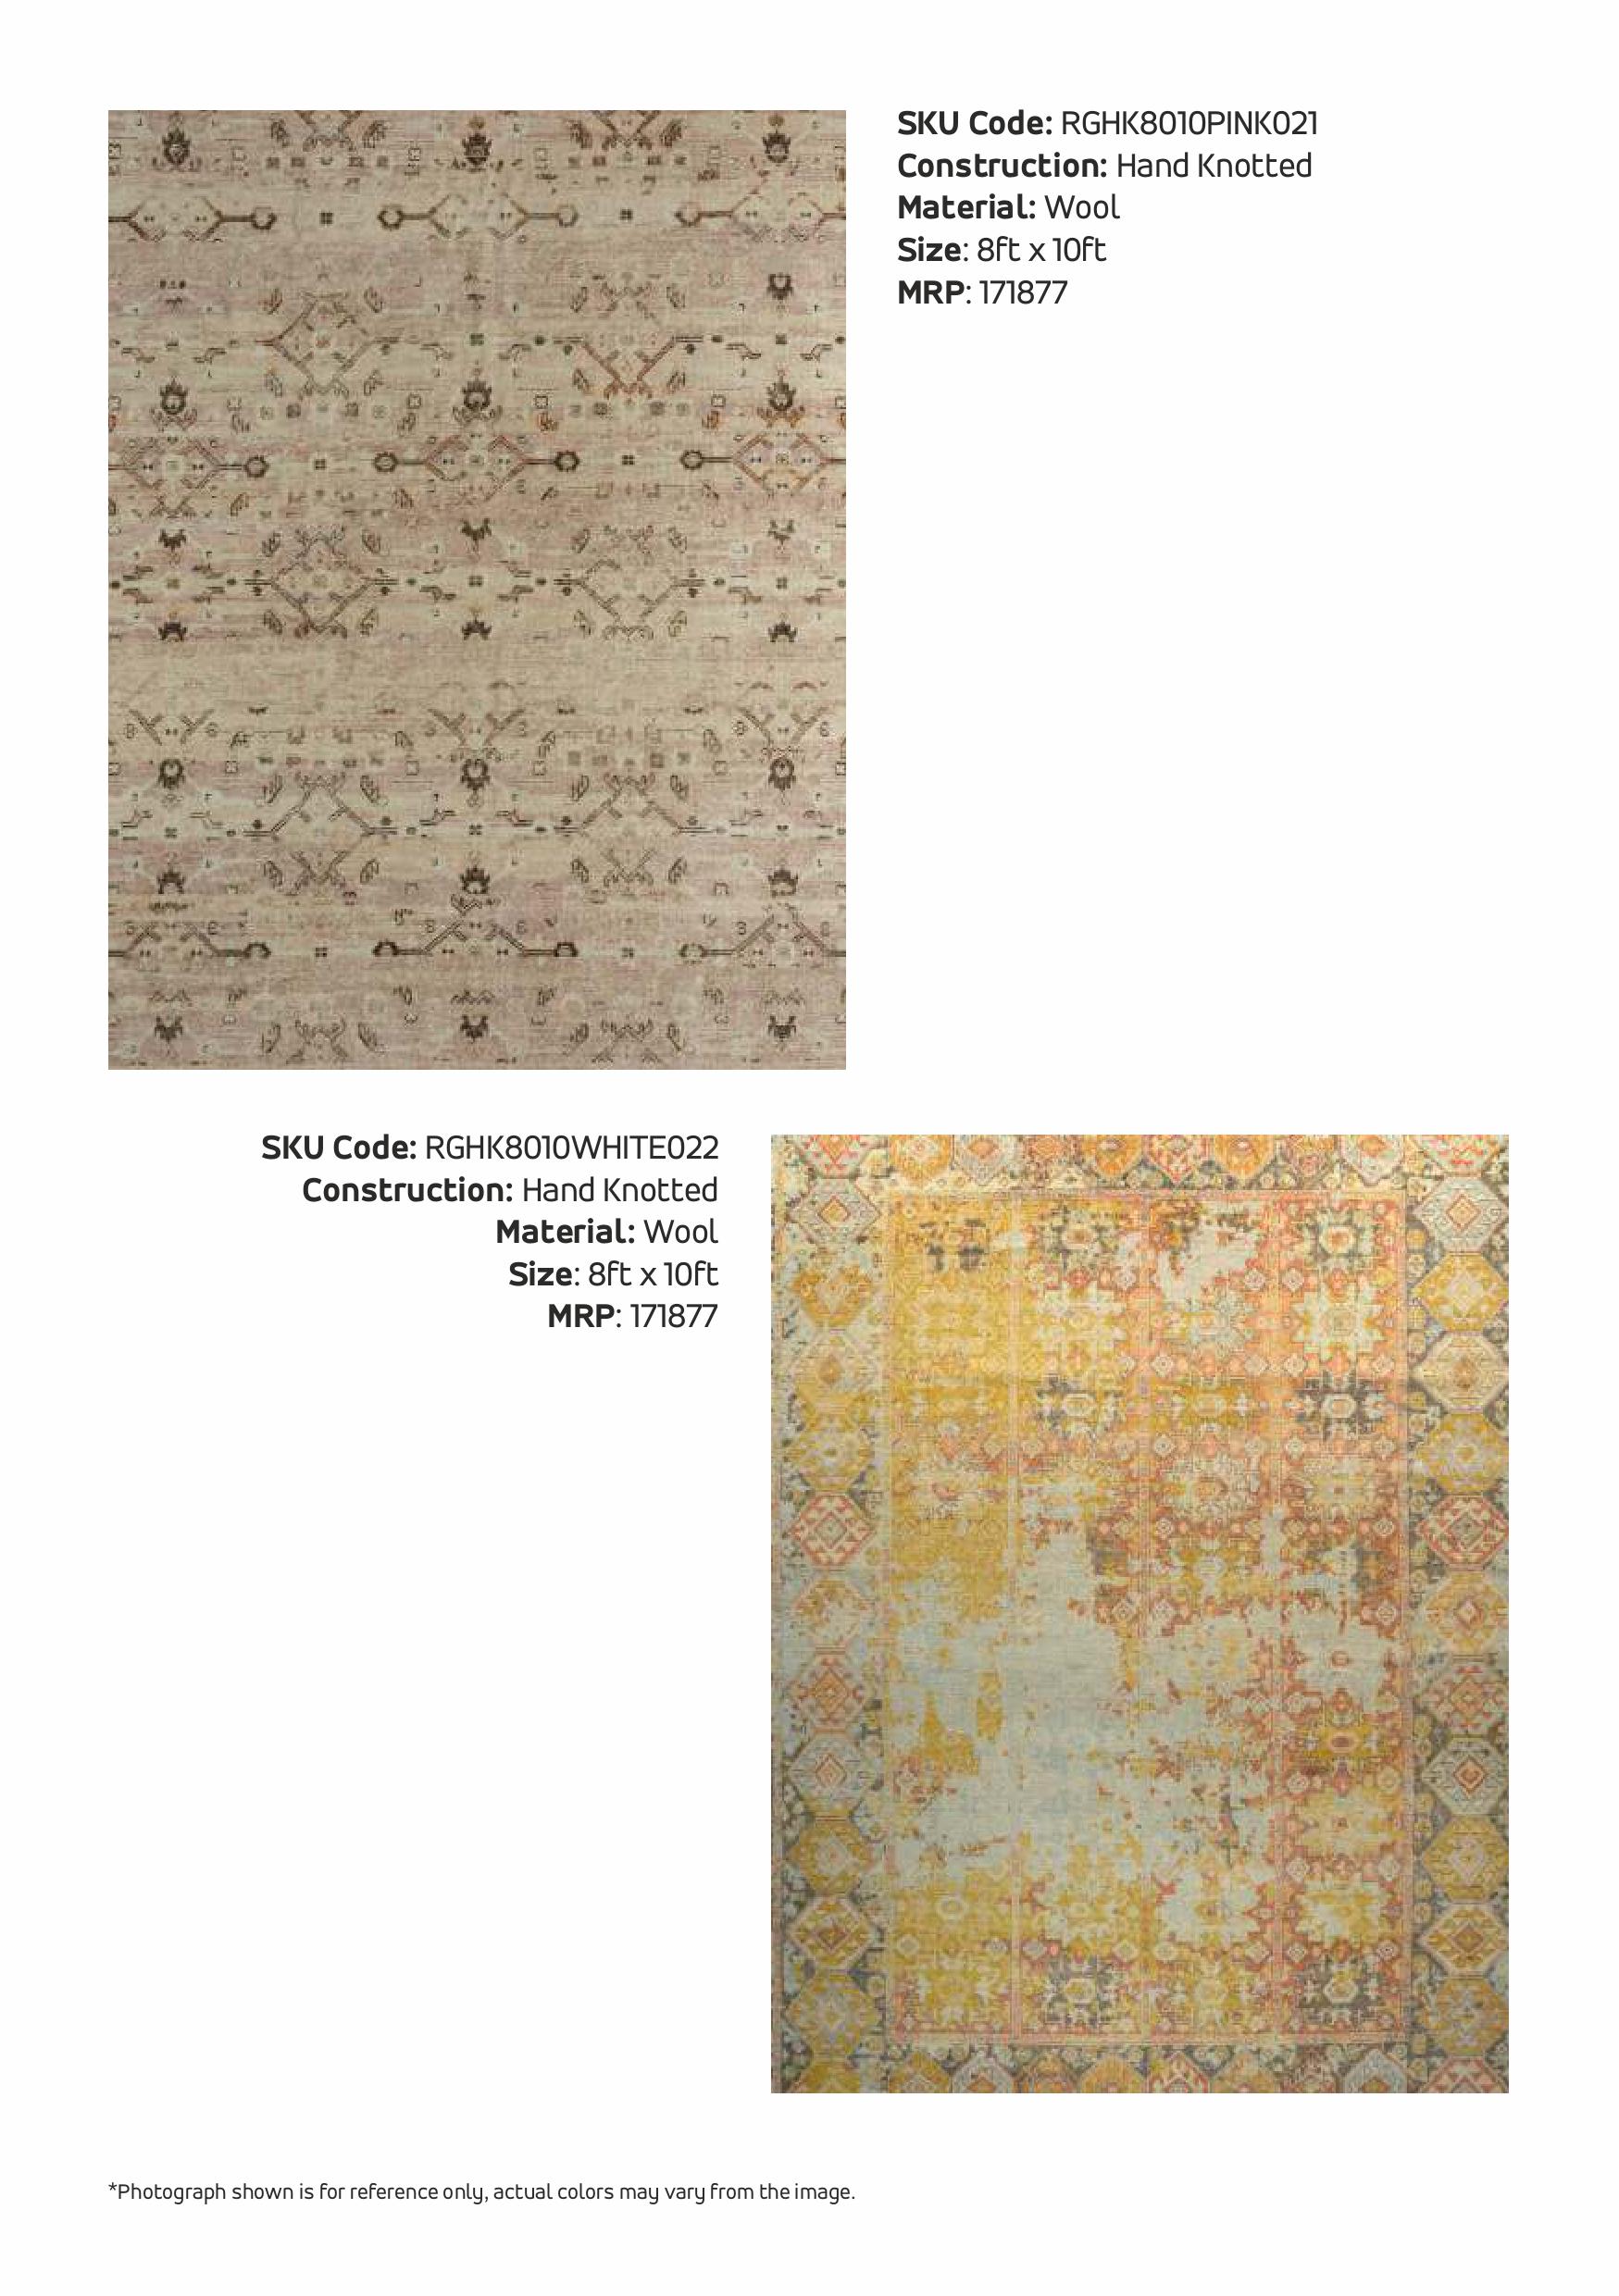 SKU Code: RGHK8010PINK021
Construction: Hand Knotted
Material: Wool
Size: 8ft x 10ft
MRP: 171877
SKU Code: RGHK8010WHITE022
Construction: Hand Knotted
Material: Wool
Size: 8ft x 10ft
MRP: 171877
*Photograph shown is for reference only, actual colors may vary from the image.